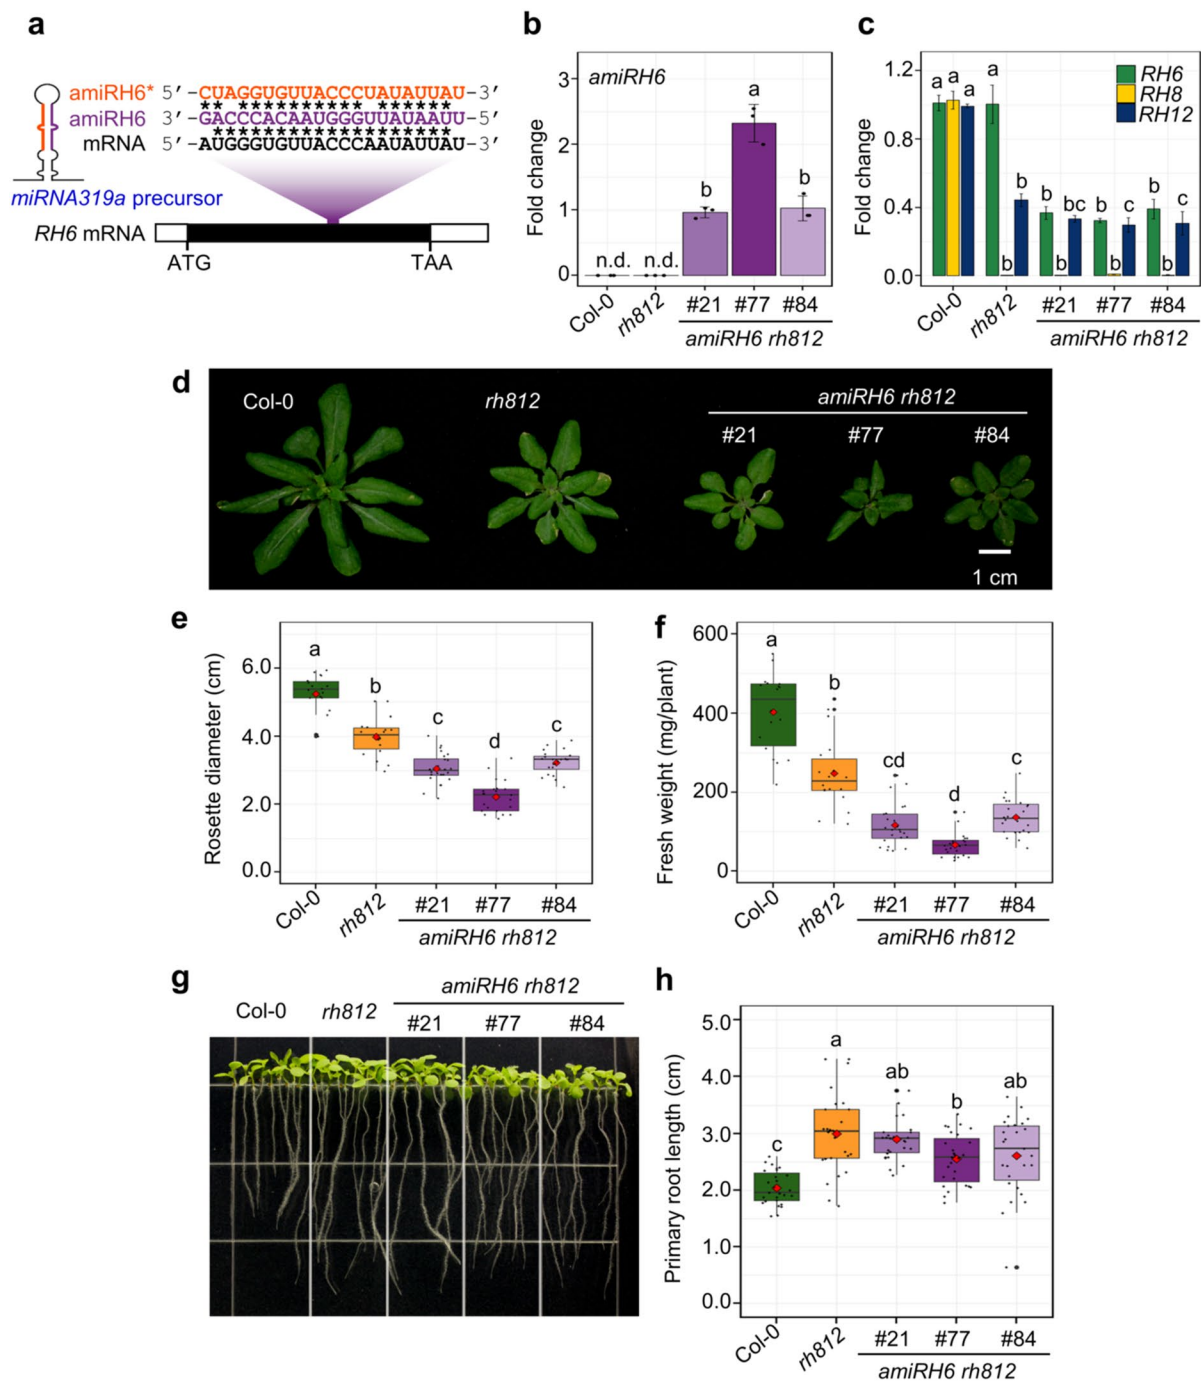 a
amiRH6* 5′-CUAGGUGUUACCCUAUAUUAU-3′
** ********** *******
amiRH6 3′-GACCCACAAUGGGUUAUAAUU-5′
********************
mRNA 5′-AUGGGUGUUACCCAAUAUUAU-3′
miRNA319a precursor
RH6 mRNA
ATG
TAA
b
amiRH6
Fold change
3
2
1
0
n.d.
n.d.
b
a
b
Col-0
rh812
#21
#77
#84
amiRH6 rh812
c
RH6
RH8
RH12
Fold change
1.2
0.8
0.4
0.0
a a a
a b b
b b bc
b b c
b b c
Col-0
rh812
#21
#77
#84
amiRH6 rh812
d
Col-0
rh812
amiRH6 rh812
#21
#77
#84
1 cm
e
Rosette diameter (cm)
6.0
4.0
2.0
0.0
a
b
c
d
c
Col-0
rh812
#21
#77
#84
amiRH6 rh812
f
Fresh weight (mg/plant)
600
400
200
0
a
b
cd
d
c
Col-0
rh812
#21
#77
#84
amiRH6 rh812
g
Col-0
rh812
amiRH6 rh812
#21
#77
#84
h
Primary root length (cm)
5.0
4.0
3.0
2.0
1.0
0.0
c
a
ab
b
ab
Col-0
rh812
#21
#77
#84
amiRH6 rh812